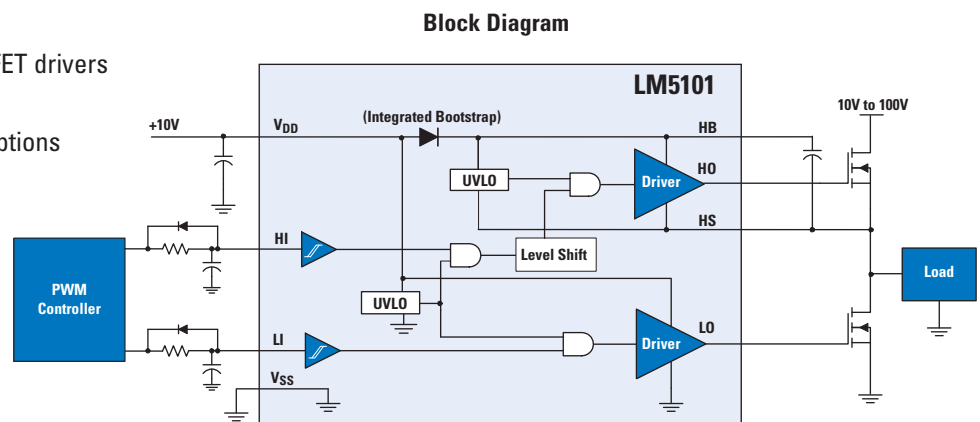 Block Diagram
ET drivers
LM5101
10V to 100V
(Integrated Bootstrap)
ptions
+10V
VDD
HB
UVLO
Driver
HO
HS
HI
Level Shift
Load
PWM
Controller
UVLO
LI
Driver
LO
VSS